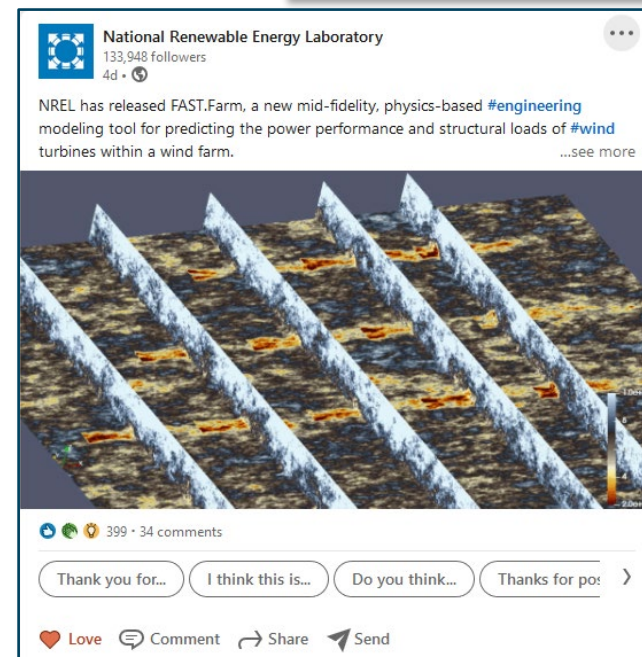 National Renewable Energy Laboratory
133,948 followers
4d •
NREL has released FAST.Farm, a new mid-fidelity, physics-based #engineering
modeling tool for predicting the power performance and structural loads of #wind
turbines within a wind farm. ...see more
399 · 34 comments
Thank you for... I think this is... Do you think... Thanks for pos
Love Comment Share Send